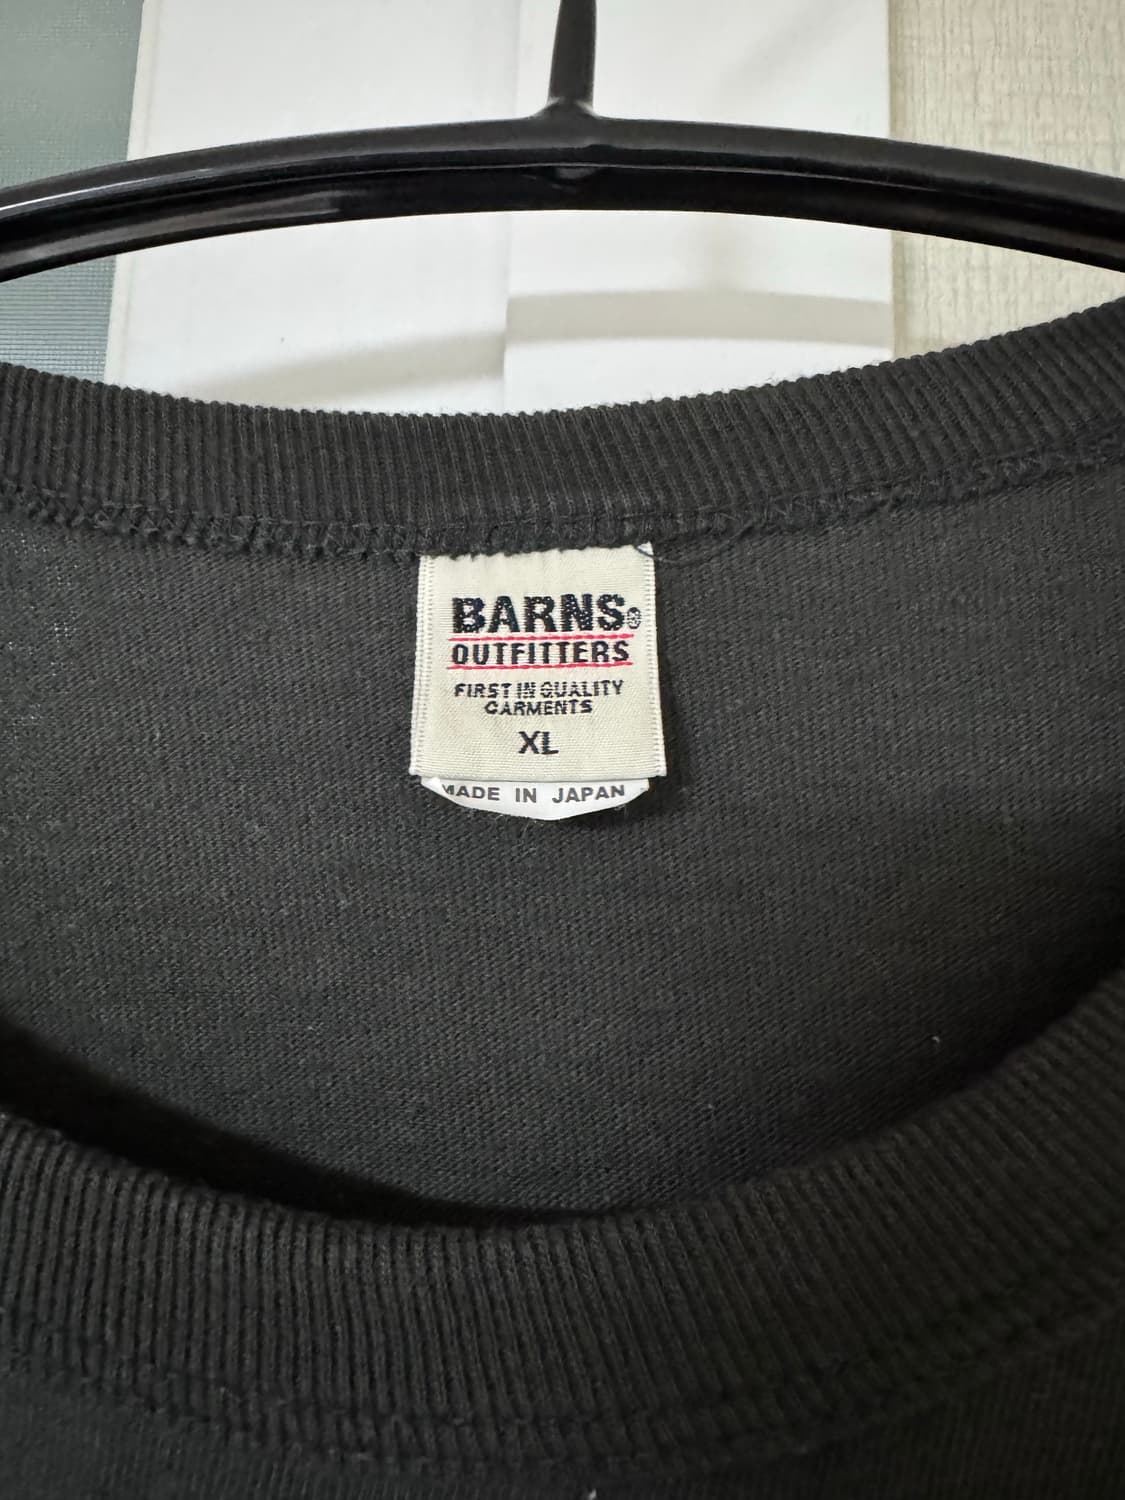 BARNS®
OUTFITTERS
FIRST IN QUALITY
GARMENTS
XL
MADE IN JAPAN